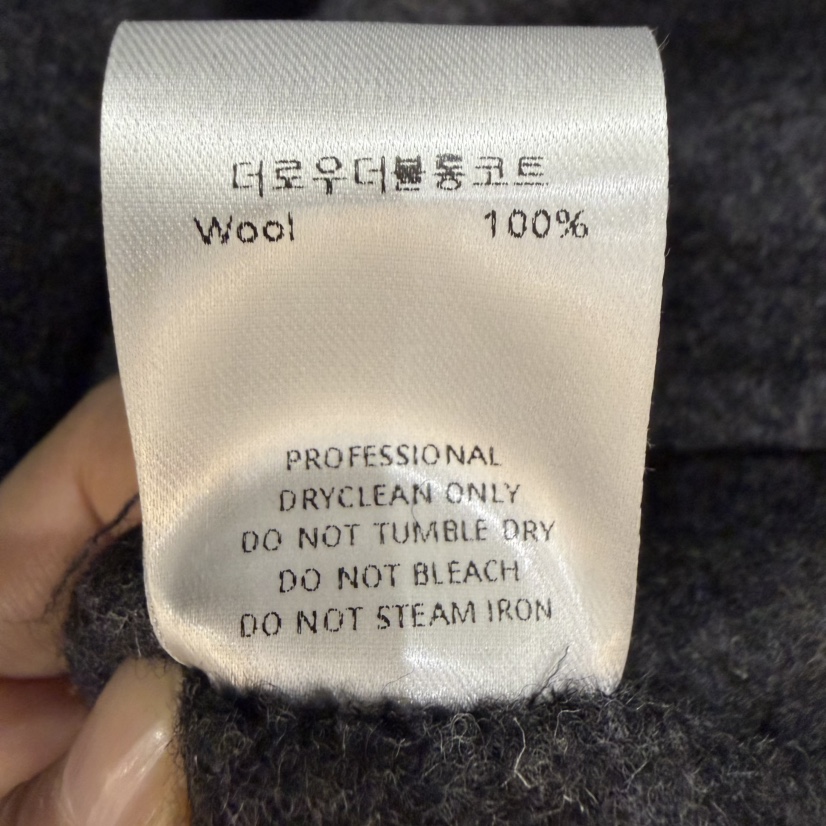 더로우더블롱코트
Wool 100%
PROFESSIONAL
DRYCLEAN ONLY
DO NOT TUMBLE DRY
DO NOT BLEACH
DO NOT STEAM IRON